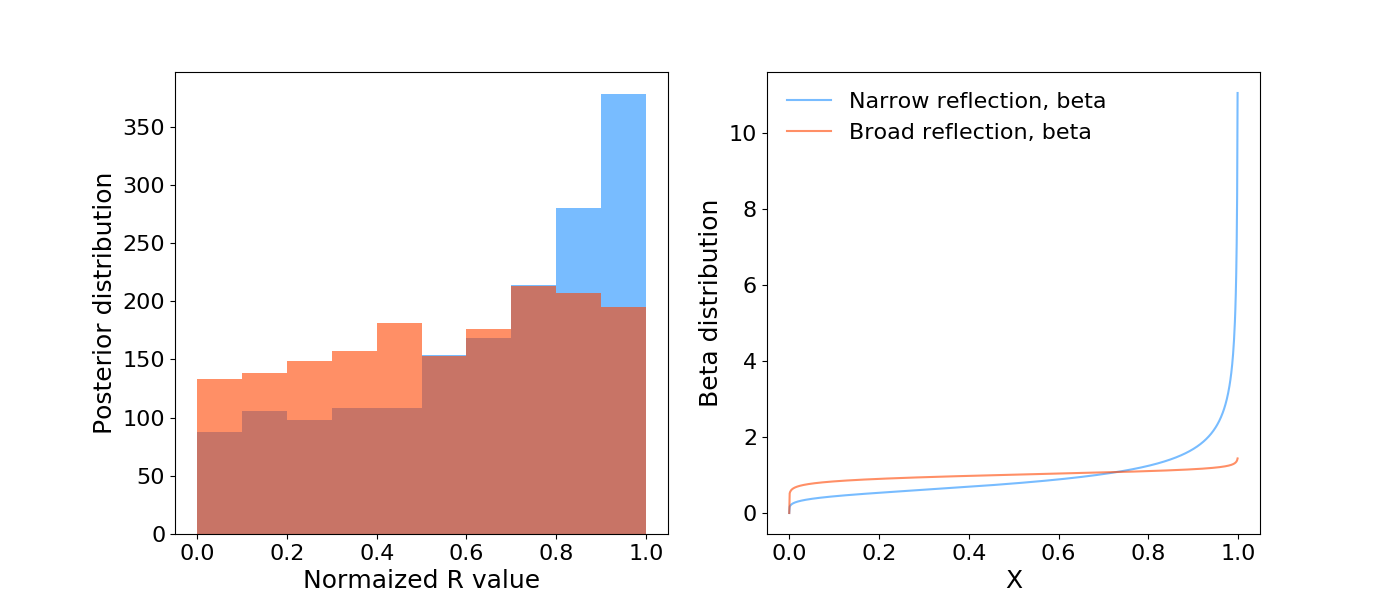 Posterior distribution
350
300
250
200
150
100
50
0
0.0 0.2 0.4 0.6 0.8 1.0
Normaized R value
Beta distribution
10
8
6
4
2
0
Narrow reflection, beta
Broad reflection, beta
0.0 0.2 0.4 0.6 0.8 1.0
X